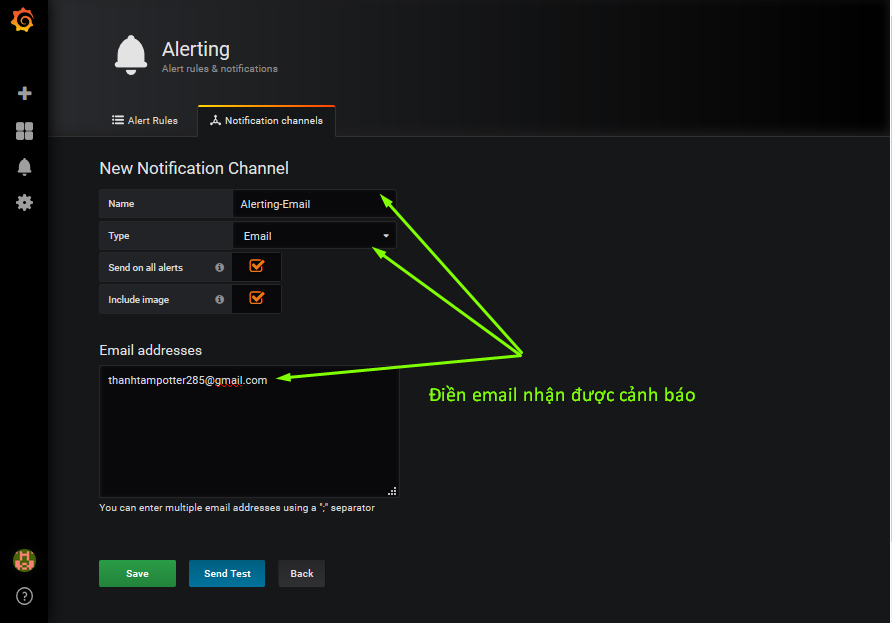 Alerting
Alert rules & notifications
Alert Rules
Notification channels
New Notification Channel
Name
Alerting-Email
Type
Email
Send on all alerts
Include image
Email addresses
thanhtampotter285@gmail.com
Điền email nhận được cảnh báo
You can enter multiple email addresses using a ";" separator
Save
Send Test
Back